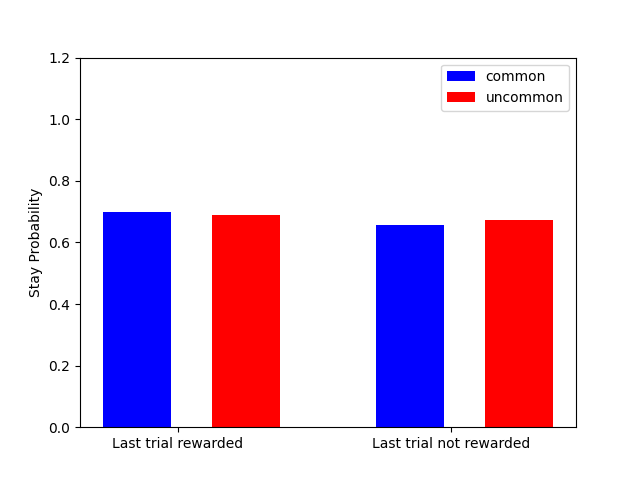 1.2
1.0
0.8
0.6
0.4
0.2
0.0
Stay Probability
common
uncommon
Last trial rewarded
Last trial not rewarded